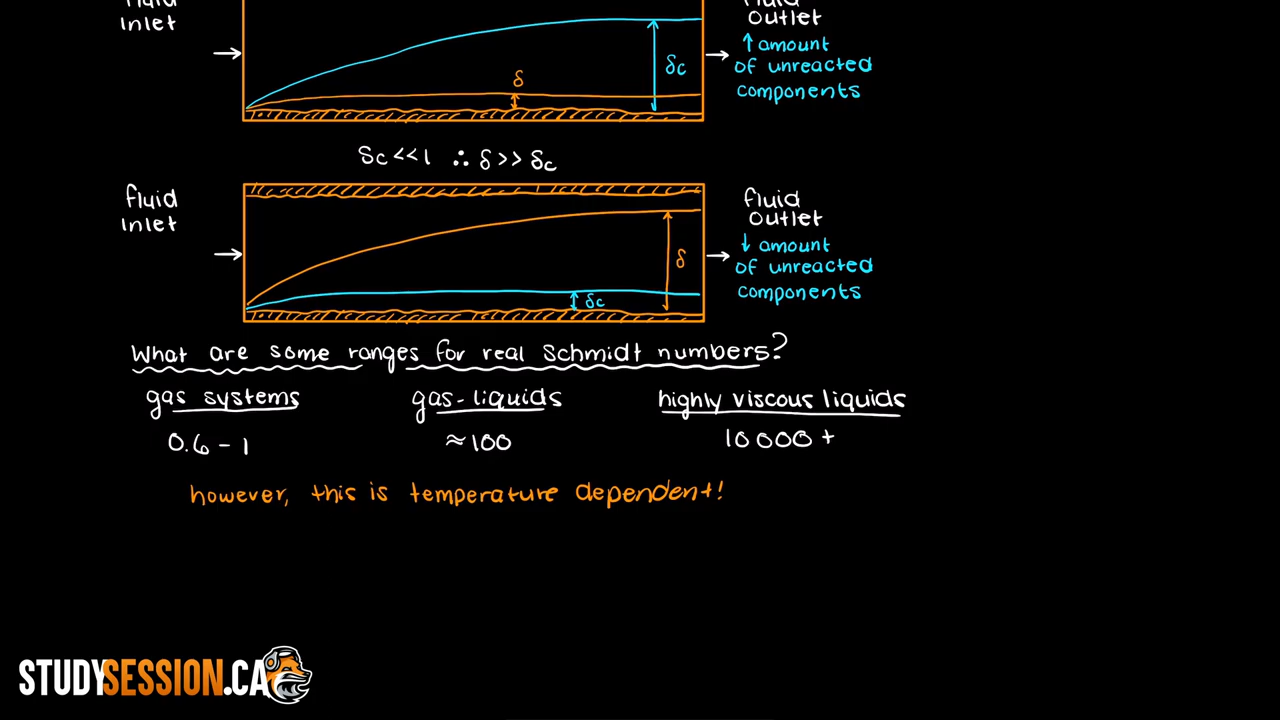 fluid
inlet
fluid
outlet
↑ amount
of unreacted
components
δ
δc
Sc<<1 ∴ δ>> δc
fluid
inlet
fluid
outlet
↓ amount
of unreacted
components
δ
δc
What are some ranges for real Schmidt numbers?
gas systems
gas-liquids
highly viscous liquids
0.6 - 1
≈100
10 000 +
however, this is temperature dependent!
STUDYSESSION.CA